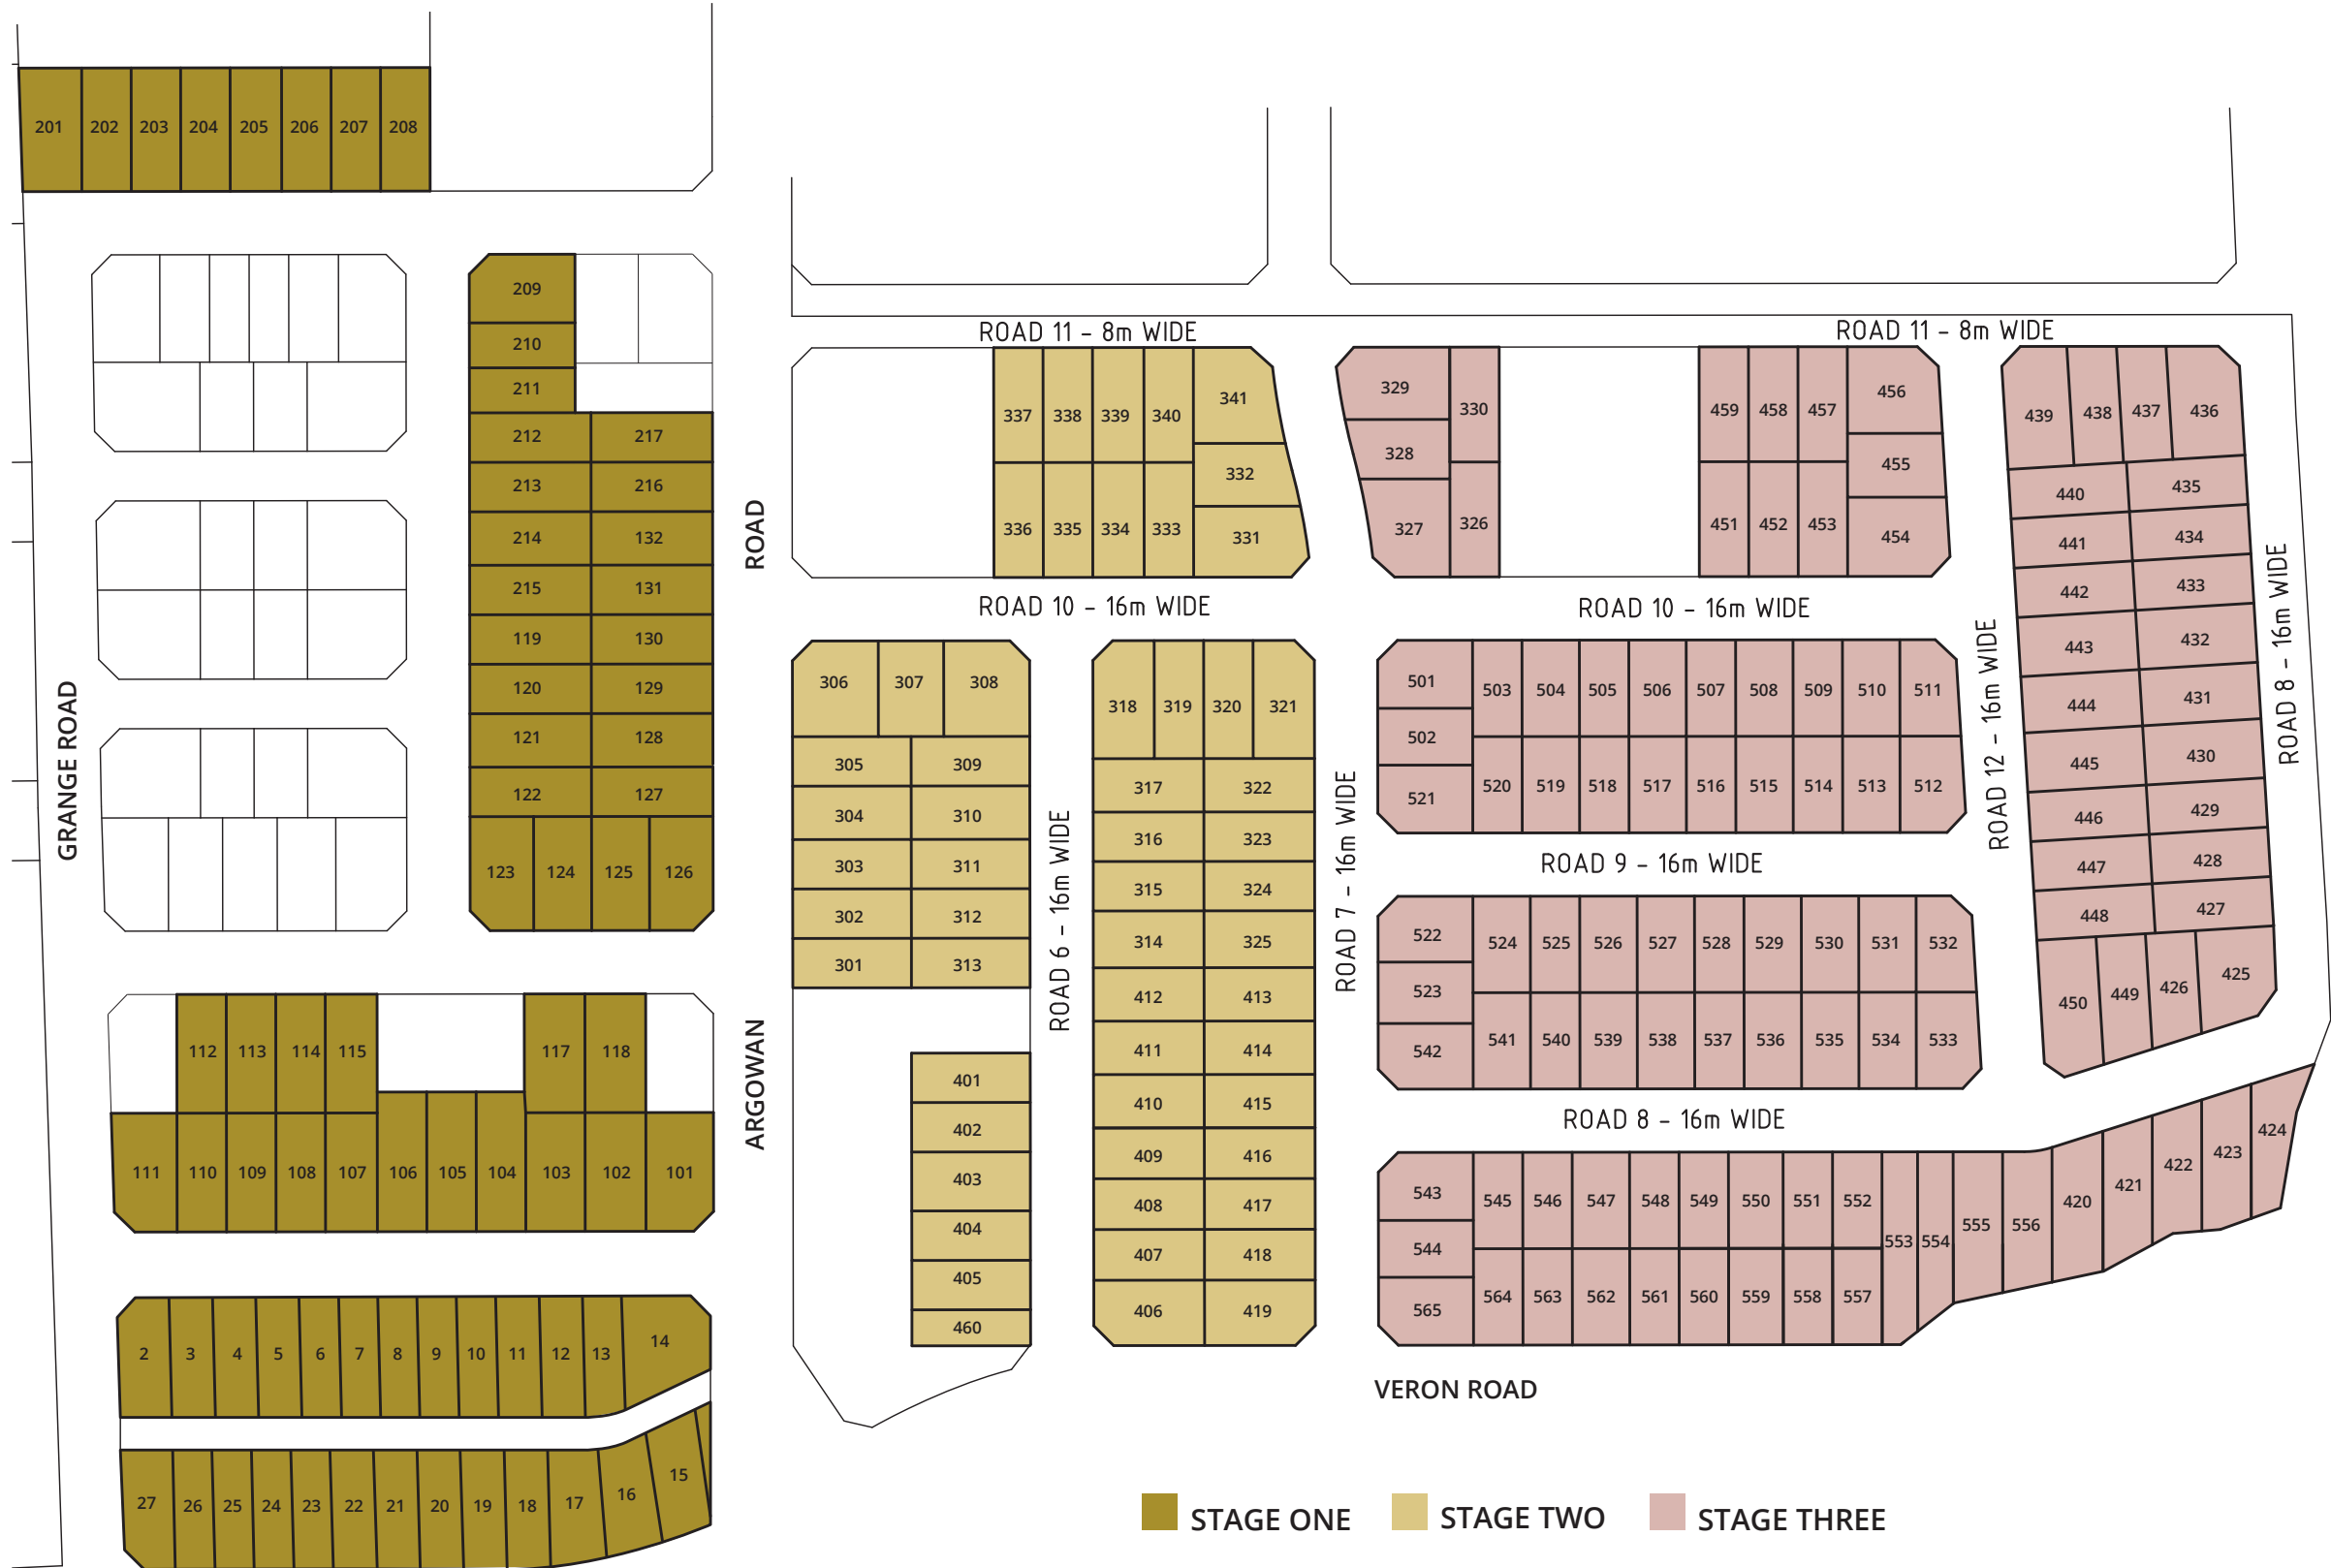 201 202 203 204 205 206 207 208
209
210
211
212 217
213 216
214 132
215 131
119 130
120 129
121 128
122 127
123 124 125 126
GRANGE ROAD
112 113 114 115 117 118
111 110 109 108 107 106 105 104 103 102 101
2 3 4 5 6 7 8 9 10 11 12 13 14
27 26 25 24 23 22 21 20 19 18 17 16 15
ARGOWAN ROAD
ROAD 11 - 8m WIDE
337 338 339 340 341
332
336 335 334 333 331
ROAD 10 - 16m WIDE
306 307 308
305 309
304 310
303 311
302 312
301 313
401
402
403
404
405
460
ROAD 6 - 16m WIDE
318 319 320 321
317 322
316 323
315 324
314 325
412 413
411 414
410 415
409 416
408 417
407 418
406 419
ROAD 7 - 16m WIDE
ROAD 11 - 8m WIDE
329 330
328
327 326
459 458 457 456
455
451 452 453 454
ROAD 10 - 16m WIDE
501 503 504 505 506 507 508 509 510 511
502
521 520 519 518 517 516 515 514 513 512
ROAD 9 - 16m WIDE
522 524 525 526 527 528 529 530 531 532
523
542 541 540 539 538 537 536 535 534 533
ROAD 8 - 16m WIDE
543 545 546 547 548 549 550 551 552 553 554 555 556 420 421 422 423 424
544
565 564 563 562 561 560 559 558 557
VERON ROAD
ROAD 12 - 16m WIDE
439 438 437 436
440 435
441 434
442 433
443 432
444 431
445 430
446 429
447 428
448 427
450 449 426 425
ROAD 8 - 16m WIDE
STAGE ONE
STAGE TWO
STAGE THREE